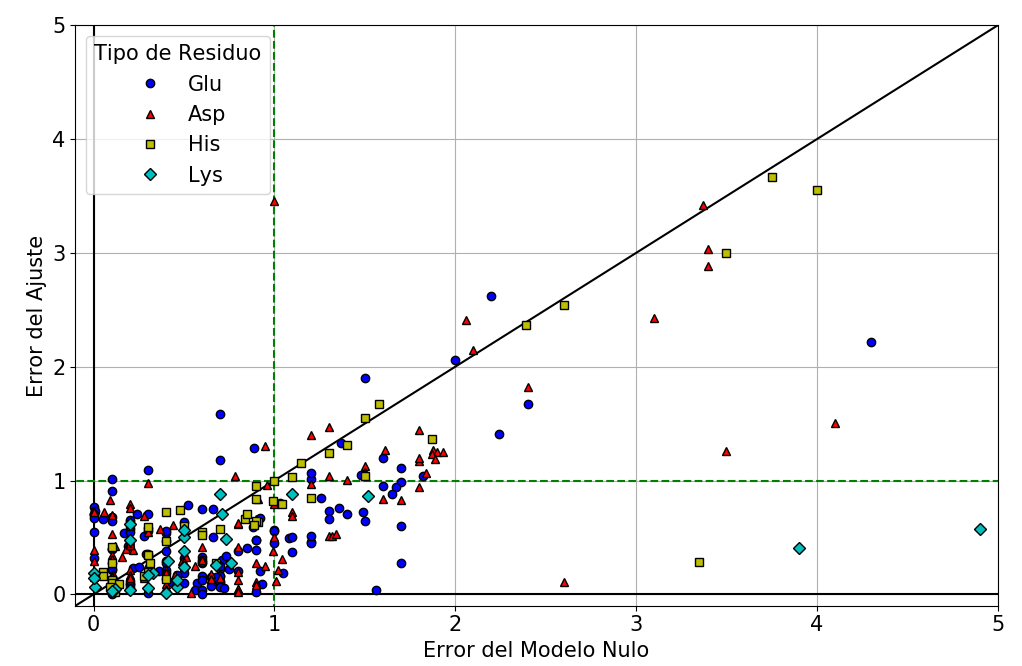 5
4
3
2
1
0
Error del Ajuste
Tipo de Residuo
Glu
Asp
His
Lys
0 1 2 3 4 5
Error del Modelo Nulo